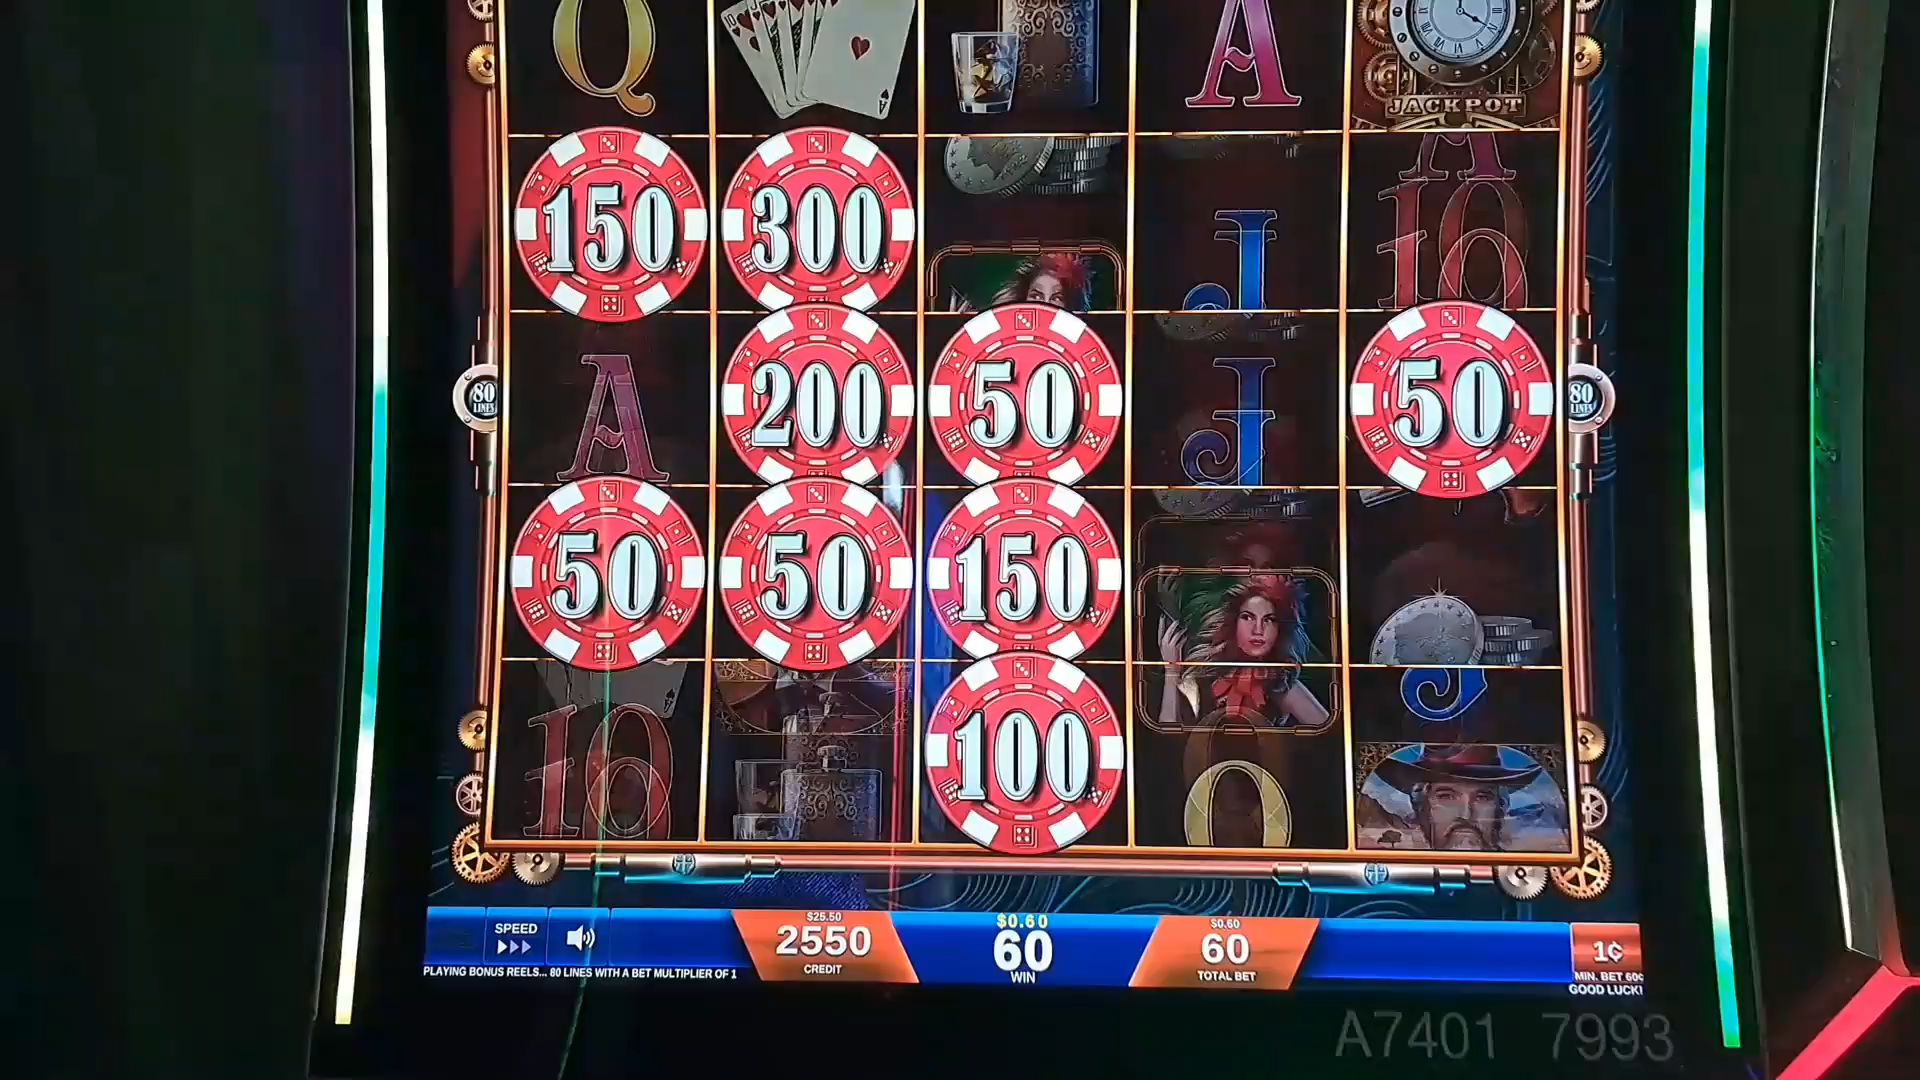 Q
10
A
A
JACKPOT
150
300
J
A
10
80
LINES
A
200
50
J
50
80
LINES
50
50
150
10
100
Q
J
SPEED
$25.50
2550
CREDIT
$0.60
60
WIN
$0.60
60
TOTAL BET
1¢
MIN. BET 60¢
GOOD LUCK!
PLAYING BONUS REELS... 80 LINES WITH A BET MULTIPLIER OF 1
A7401 7993